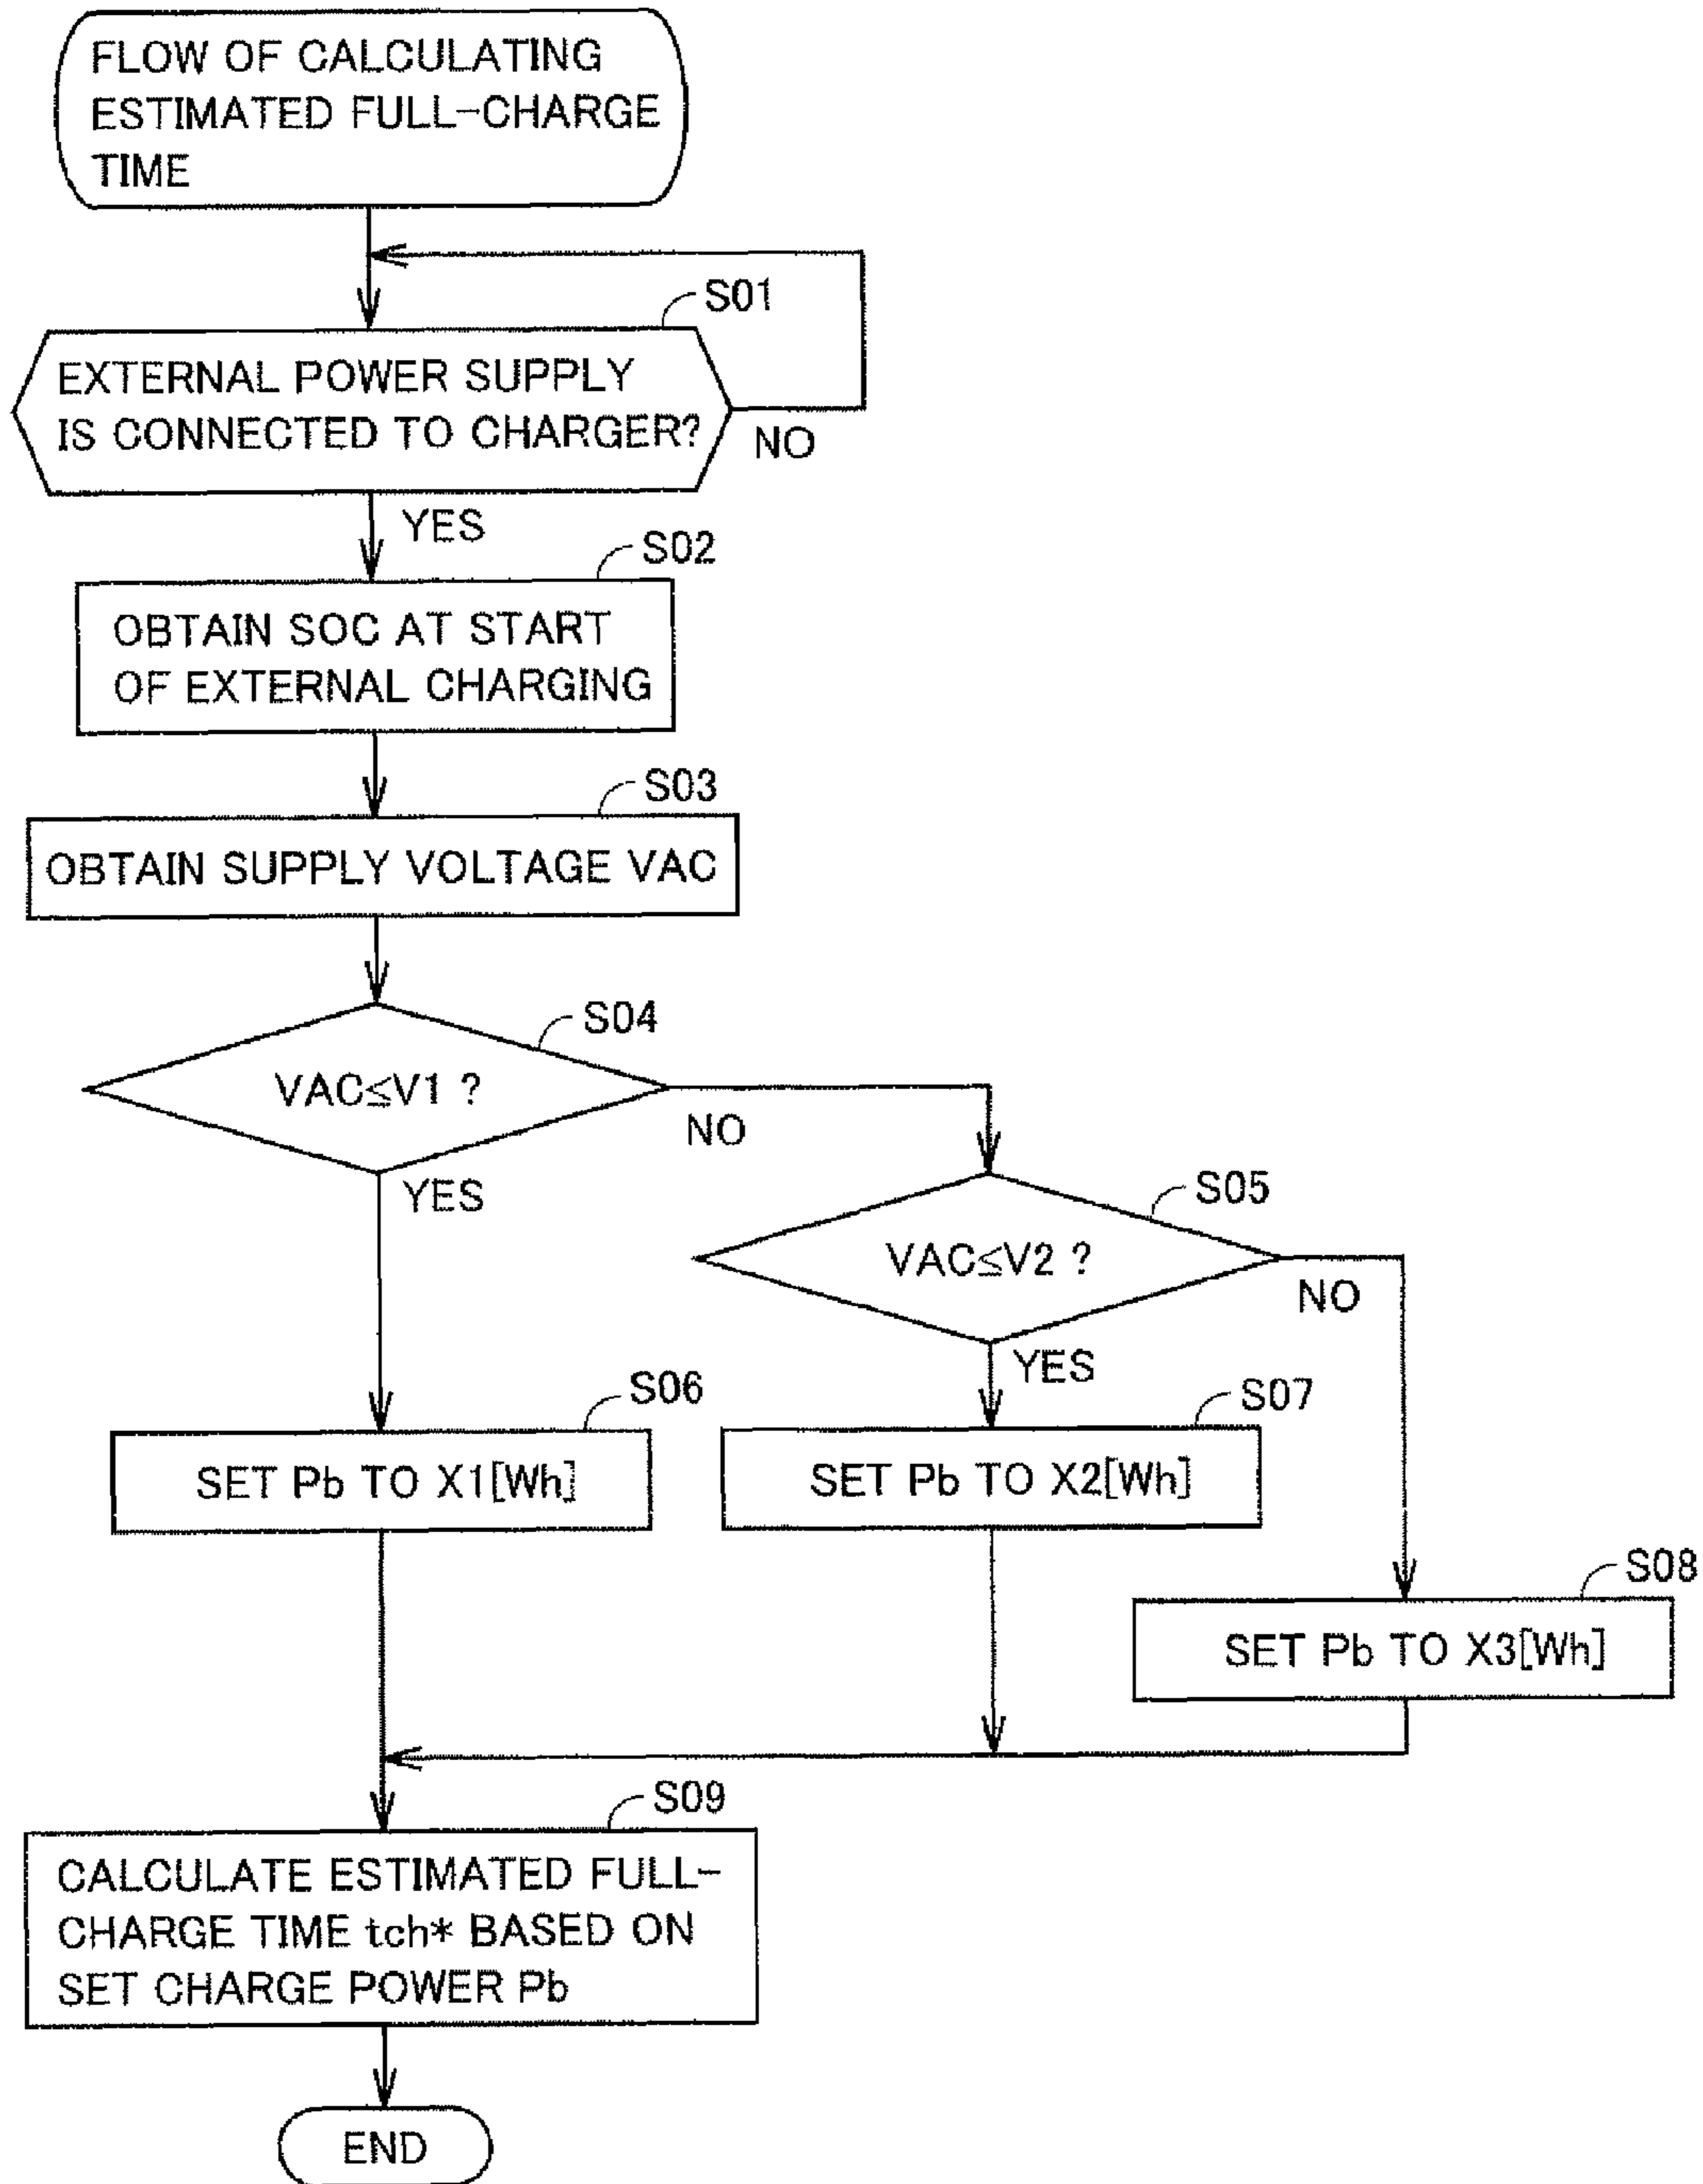 FLOW OF CALCULATING
ESTIMATED FULL-CHARGE
TIME
S01
EXTERNAL POWER SUPPLY
IS CONNECTED TO CHARGER?
NO
YES
S02
OBTAIN SOC AT START
OF EXTERNAL CHARGING
S03
OBTAIN SUPPLY VOLTAGE VAC
S04
VAC≤V1 ?
NO
YES
S05
VAC≤V2 ?
NO
YES
S06
SET Pb TO X1[Wh]
S07
SET Pb TO X2[Wh]
S08
SET Pb TO X3[Wh]
S09
CALCULATE ESTIMATED FULL-
CHARGE TIME tch* BASED ON
SET CHARGE POWER Pb
END